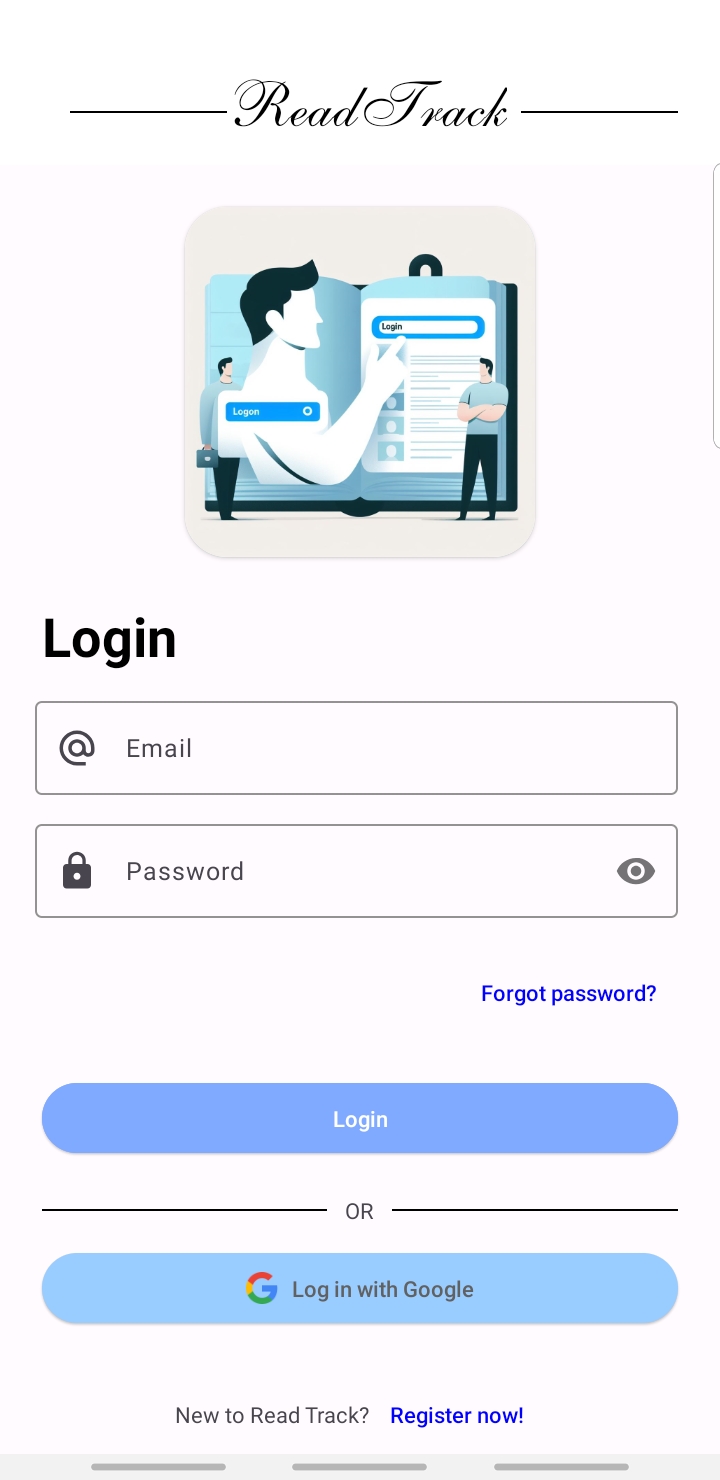 ReadTrack
Login
Logon
Login
Email
Password
Forgot password?
Login
OR
Log in with Google
New to Read Track? Register now!